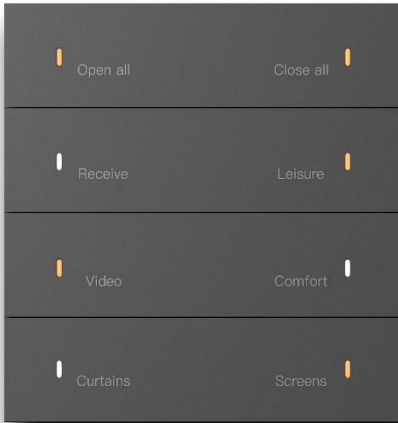 Open all
Close all
Receive
Leisure
Video
Comfort
Curtains
Screens